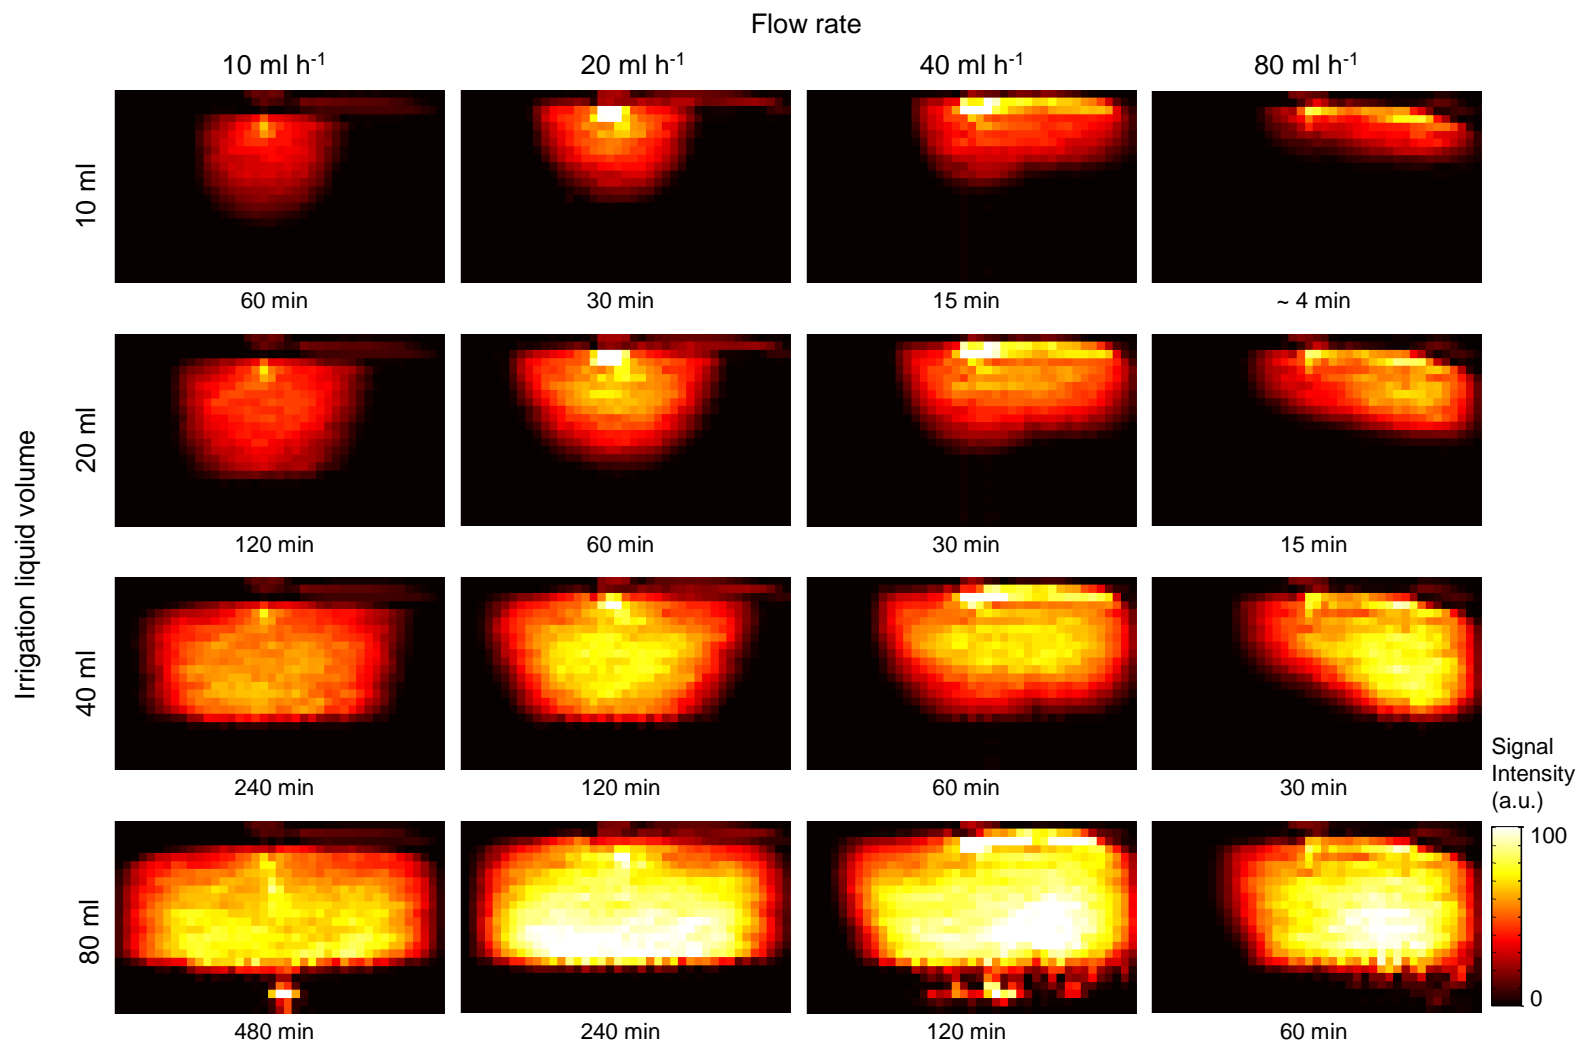 Flow rate
10 ml h-1 20 ml h-1 40 ml h-1 80 ml h-1
Irrigation liquid volume
10 ml
60 min 30 min 15 min ~ 4 min
20 ml
120 min 60 min 30 min 15 min
40 ml
240 min 120 min 60 min 30 min
80 ml
480 min 240 min 120 min 60 min
Signal
Intensity
(a.u.)
100
0